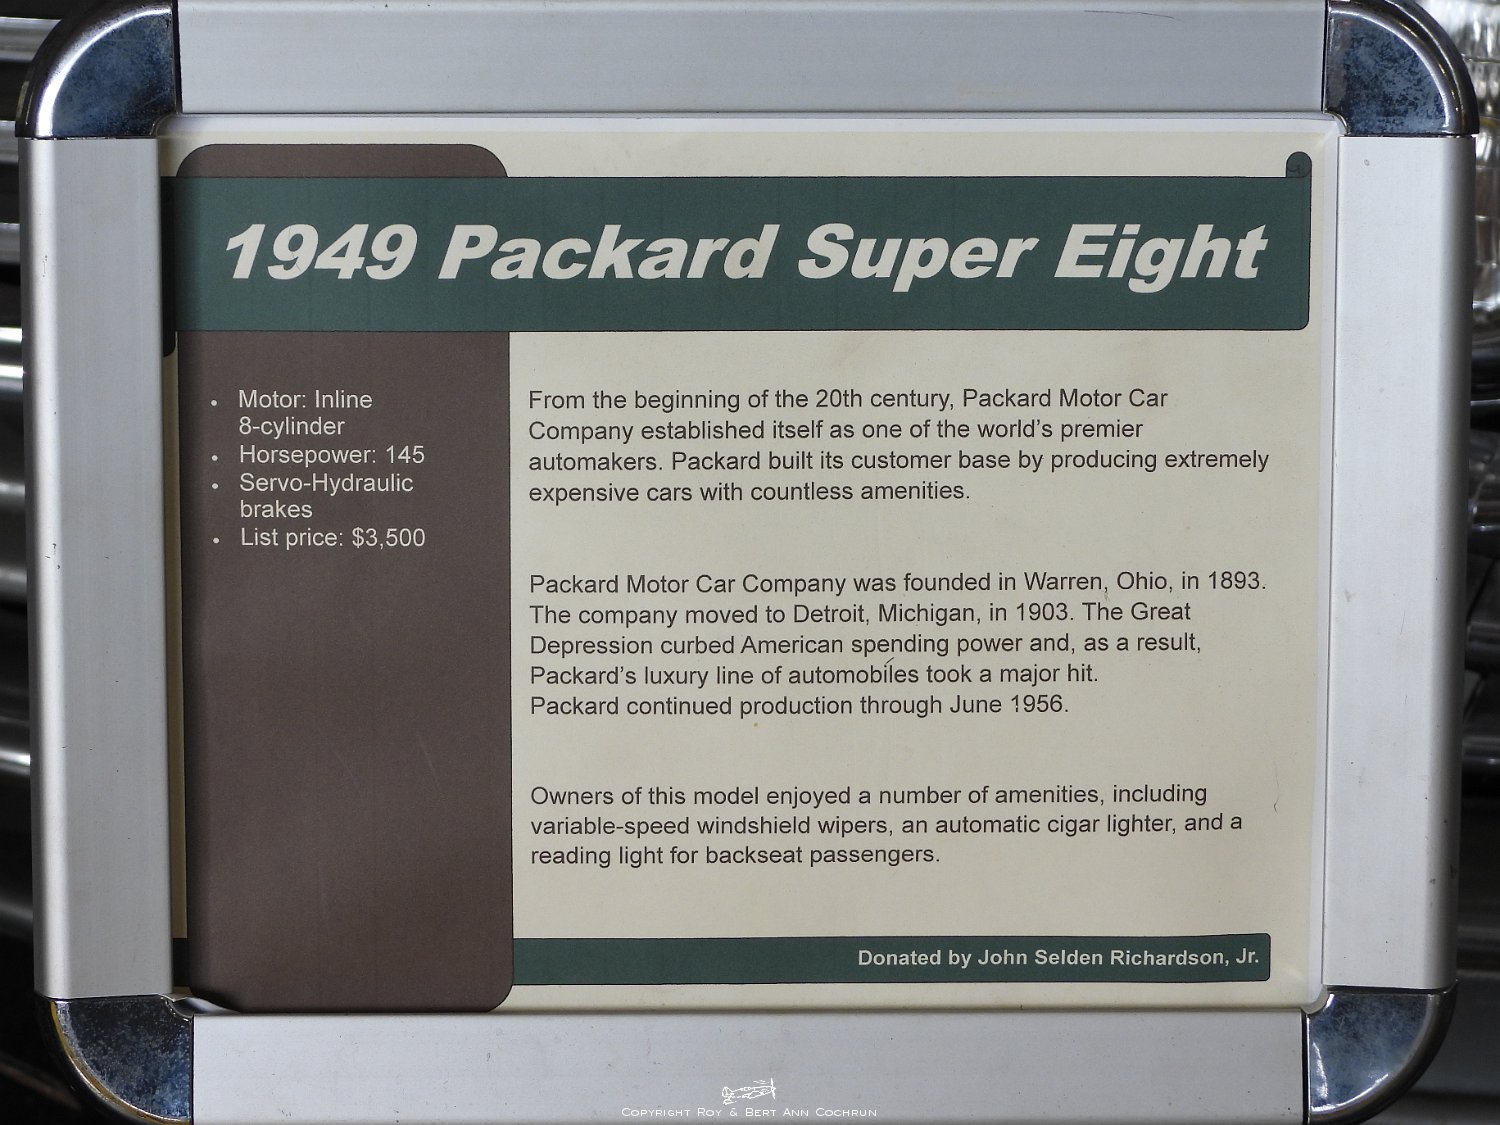 1949 Packard Super Eight
• Motor: Inline
8-cylinder
• Horsepower: 145
• Servo-Hydraulic
brakes
• List price: $3,500
From the beginning of the 20th century, Packard Motor Car
Company established itself as one of the world's premier
automakers. Packard built its customer base by producing extremely
expensive cars with countless amenities.
Packard Motor Car Company was founded in Warren, Ohio, in 1893.
The company moved to Detroit, Michigan, in 1903. The Great
Depression curbed American spending power and, as a result,
Packard's luxury line of automobiles took a major hit.
Packard continued production through June 1956.
Owners of this model enjoyed a number of amenities, including
variable-speed windshield wipers, an automatic cigar lighter, and a
reading light for backseat passengers.
Donated by John Selden Richardson, Jr.
Copyright Roy & Bert Ann Cochrun